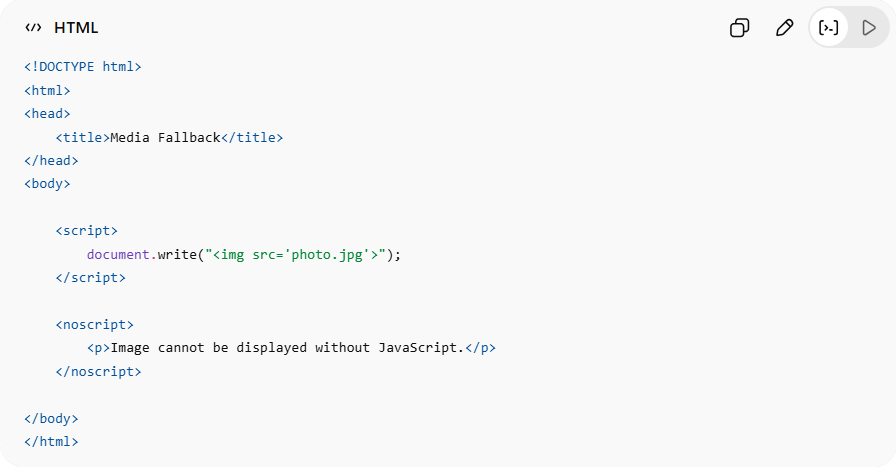 HTML
<!DOCTYPE html>
<html>
<head>
    <title>Media Fallback</title>
</head>
<body>

    <script>
        document.write("<img src='photo.jpg'>");
    </script>

    <noscript>
        <p>Image cannot be displayed without JavaScript.</p>
    </noscript>

</body>
</html>